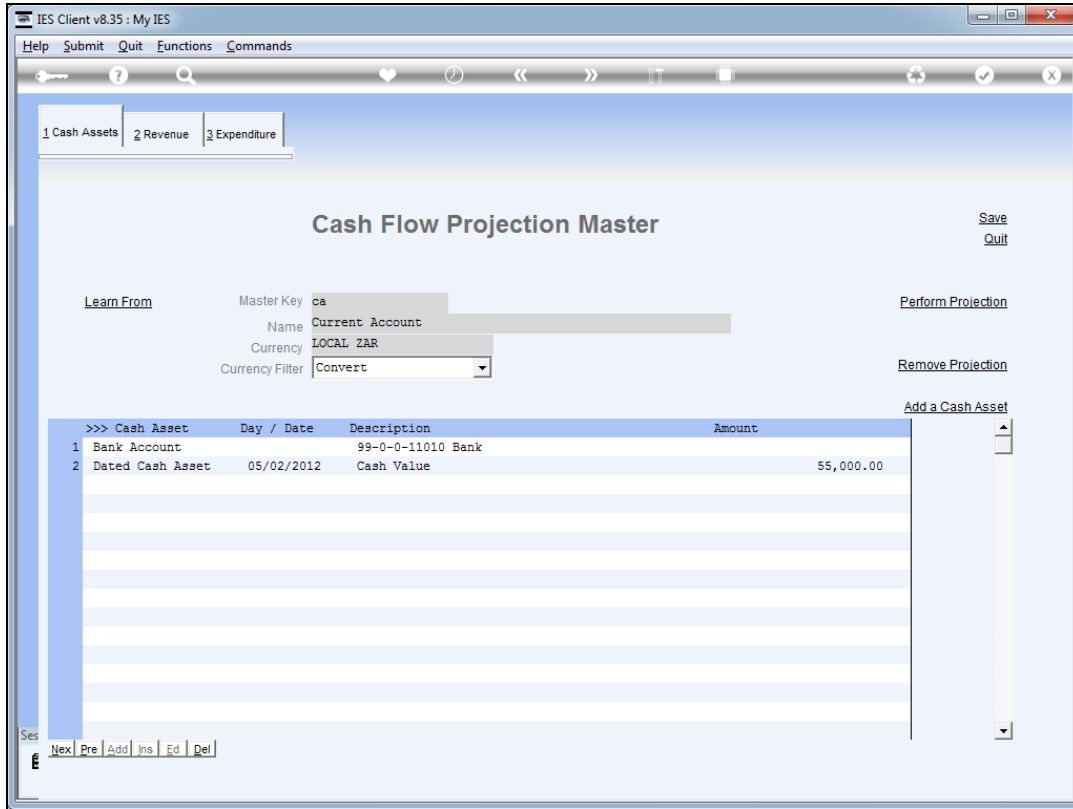 IES Client v8.35 : My IES
Help Submit Quit Functions Commands
1 Cash Assets 2 Revenue 3 Expenditure
Cash Flow Projection Master
Save
Quit
Learn From Master Key ca Perform Projection
Name Current Account
Currency LOCAL ZAR
Currency Filter Convert Remove Projection
Add a Cash Asset
>>> Cash Asset Day / Date Description Amount
1 Bank Account 99-0-0-11010 Bank
2 Dated Cash Asset 05/02/2012 Cash Value 55,000.00
Ses
Nex Pre Add Ins Ed Del